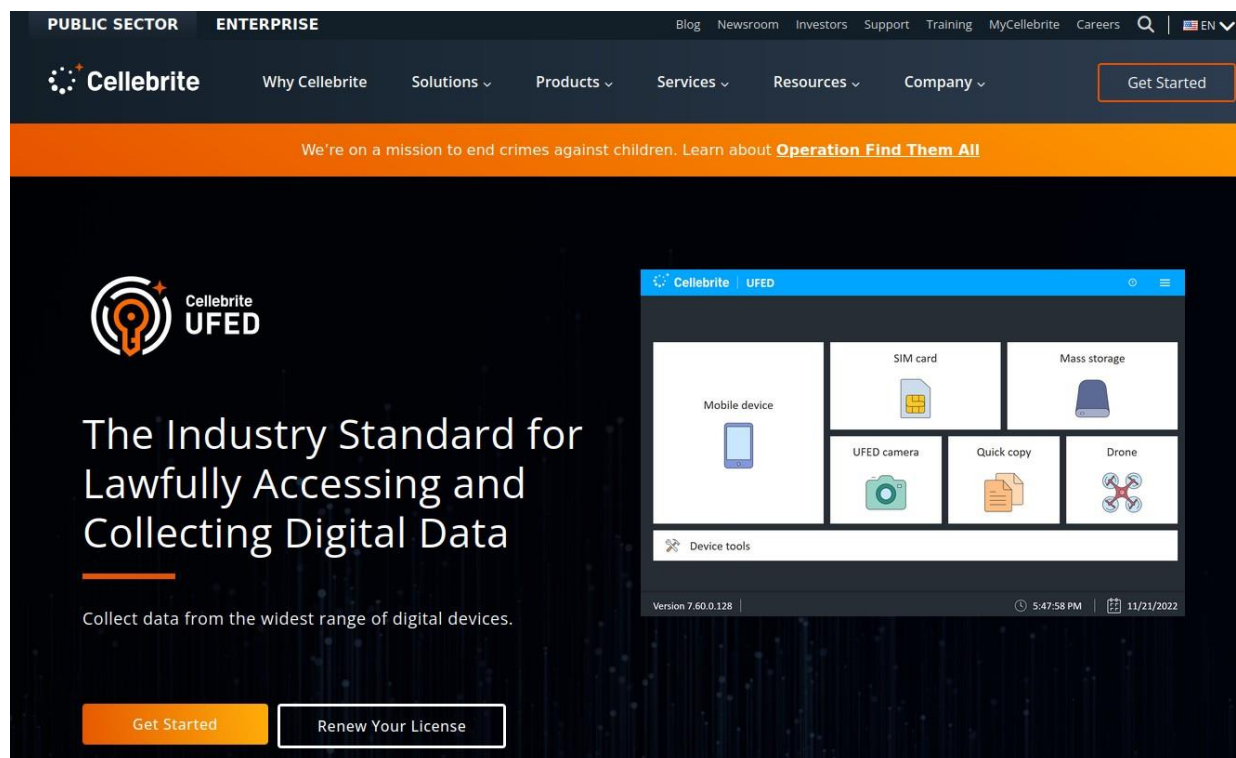 PUBLIC SECTOR ENTERPRISE Blog Newsroom Investors Support Training MyCellebrite Careers EN
Cellebrite Why Cellebrite Solutions Products Services Resources Company Get Started
We're on a mission to end crimes against children. Learn about Operation Find Them All
Cellebrite
UFED
The Industry Standard for
Lawfully Accessing and
Collecting Digital Data
Collect data from the widest range of digital devices.
Get Started Renew Your License
Cellebrite UFED
Mobile device
SIM card
Mass storage
UFED camera
Quick copy
Drone
Device tools
Version 7.60.0.128 5:47:58 PM 11/21/2022